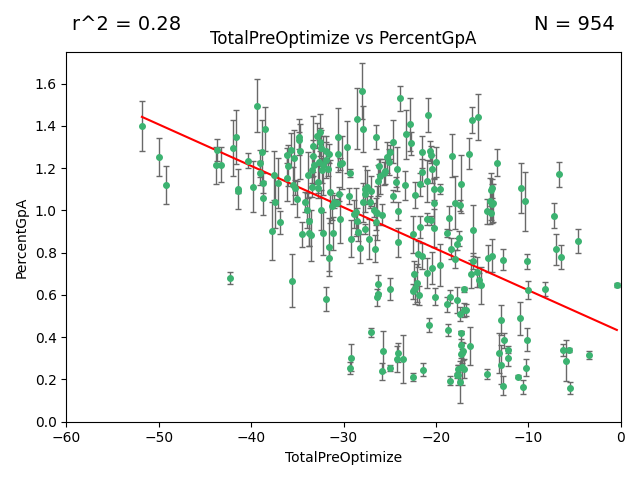 r^2 = 0.28
N = 954
TotalPreOptimize vs PercentGpA
PercentGpA
1.6
1.4
1.2
1.0
0.8
0.6
0.4
0.2
0.0
−60 −50 −40 −30 −20 −10 0
TotalPreOptimize